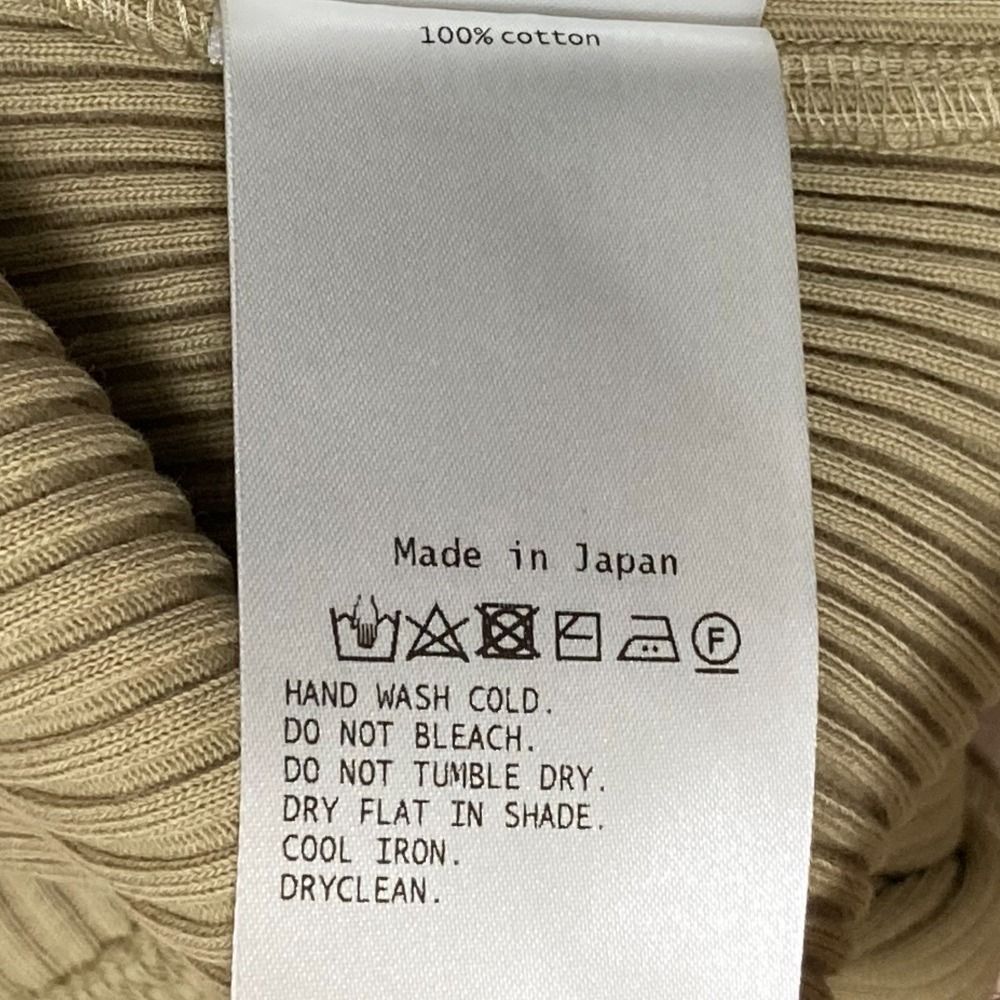 100% cotton
Made in Japan
F
HAND WASH COLD.
DO NOT BLEACH.
DO NOT TUMBLE DRY.
DRY FLAT IN SHADE.
COOL IRON.
DRYCLEAN.